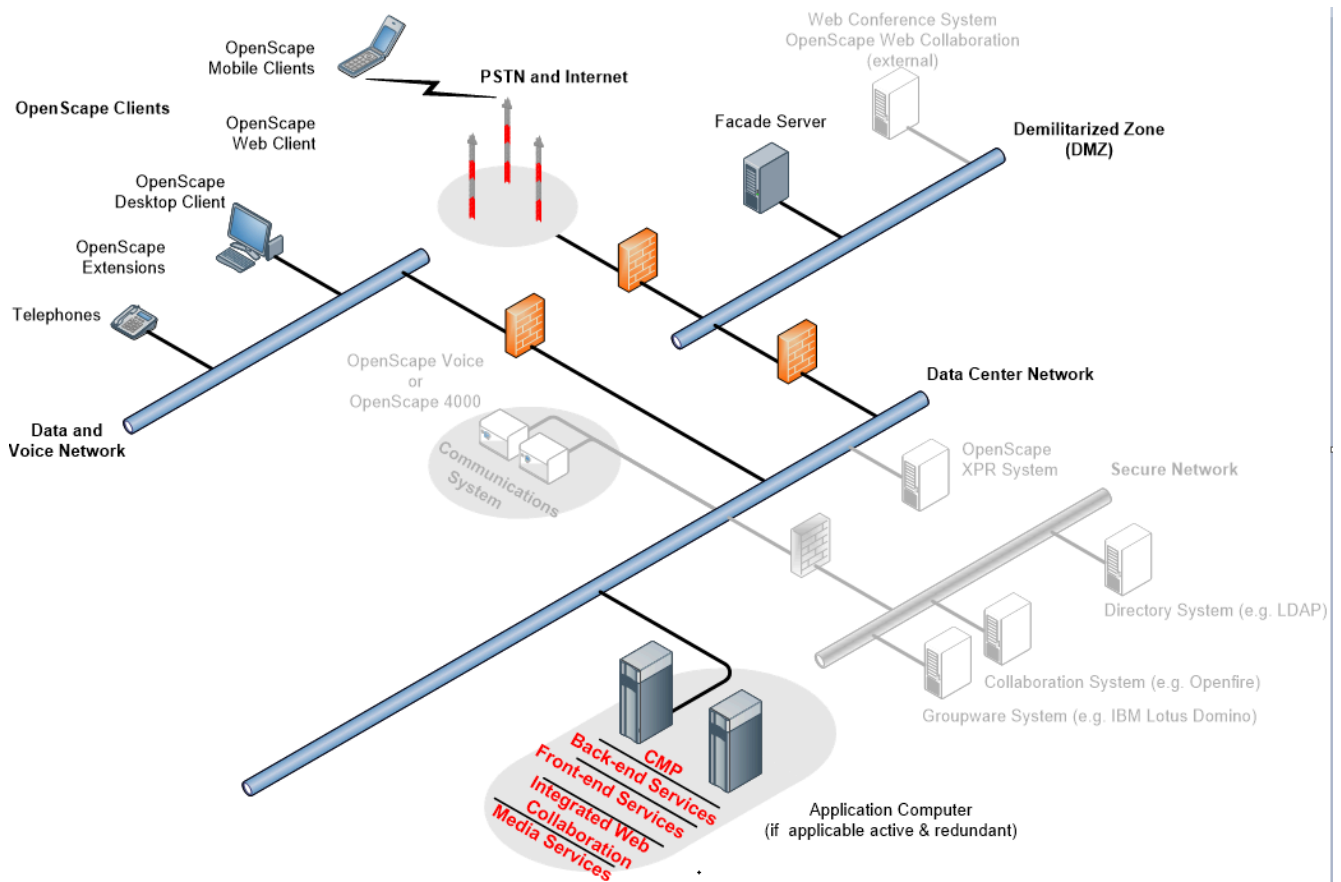 Web Conference System
OpenScape Web Collaboration
(external)
OpenScape
Mobile Clients
PSTN and Internet
OpenScape Clients
OpenScape
Web Client
Facade Server
Demilitarized Zone
(DMZ)
OpenScape
Desktop Client
OpenScape
Extensions
Telephones
OpenScape Voice
or
OpenScape 4000
Data Center Network
Data and
Voice Network
Communications
System
OpenScape
XPR System
Secure Network
Directory System (e.g. LDAP)
Collaboration System (e.g. Openfire)
Groupware System (e.g. IBM Lotus Domino)
CMP
Back-end Services
Front-end Services
Integrated Web
Collaboration
Media Services
Application Computer
(if applicable active & redundant)